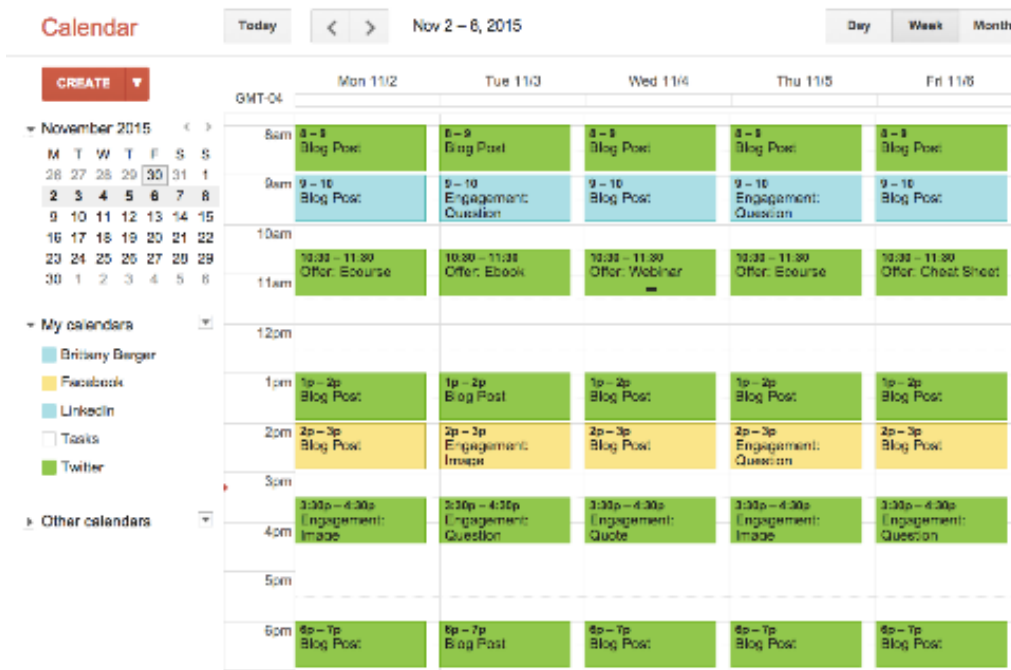 Calendar
Today
Nov 2 – 6, 2015
Day
Week
Month
CREATE
Mon 11/2
Tue 11/3
Wed 11/4
Thu 11/5
Fri 11/6
GMT-04
November 2015
M T W T F S S
26 27 28 29 30 31 1
2 3 4 5 6 7 8
9 10 11 12 13 14 15
16 17 18 19 20 21 22
23 24 25 26 27 28 29
30 1 2 3 4 5 6
My calendars
Brittany Berger
Facebook
LinkedIn
Tasks
Twitter
Other calendars
8am
8 – 9
Blog Post
8 – 9
Blog Post
8 – 9
Blog Post
8 – 9
Blog Post
8 – 9
Blog Post
9am
9 – 10
Blog Post
9 – 10
Engagement:
Question
9 – 10
Blog Post
9 – 10
Engagement:
Question
9 – 10
Blog Post
10am
10:30 – 11:30
Offer: Ecourse
10:30 – 11:30
Offer: Ebook
10:30 – 11:30
Offer: Webinar
10:30 – 11:30
Offer: Ecourse
10:30 – 11:30
Offer: Cheat Sheet
11am
12pm
1pm
1p – 2p
Blog Post
1p – 2p
Blog Post
1p – 2p
Blog Post
1p – 2p
Blog Post
1p – 2p
Blog Post
2pm
2p – 3p
Blog Post
2p – 3p
Engagement:
Image
2p – 3p
Blog Post
2p – 3p
Engagement:
Question
2p – 3p
Blog Post
3pm
3:30p – 4:30p
Engagement:
Image
3:30p – 4:30p
Engagement:
Question
3:30p – 4:30p
Engagement:
Quote
3:30p – 4:30p
Engagement:
Image
3:30p – 4:30p
Engagement:
Question
4pm
5pm
6pm
6p – 7p
Blog Post
6p – 7p
Blog Post
6p – 7p
Blog Post
6p – 7p
Blog Post
6p – 7p
Blog Post